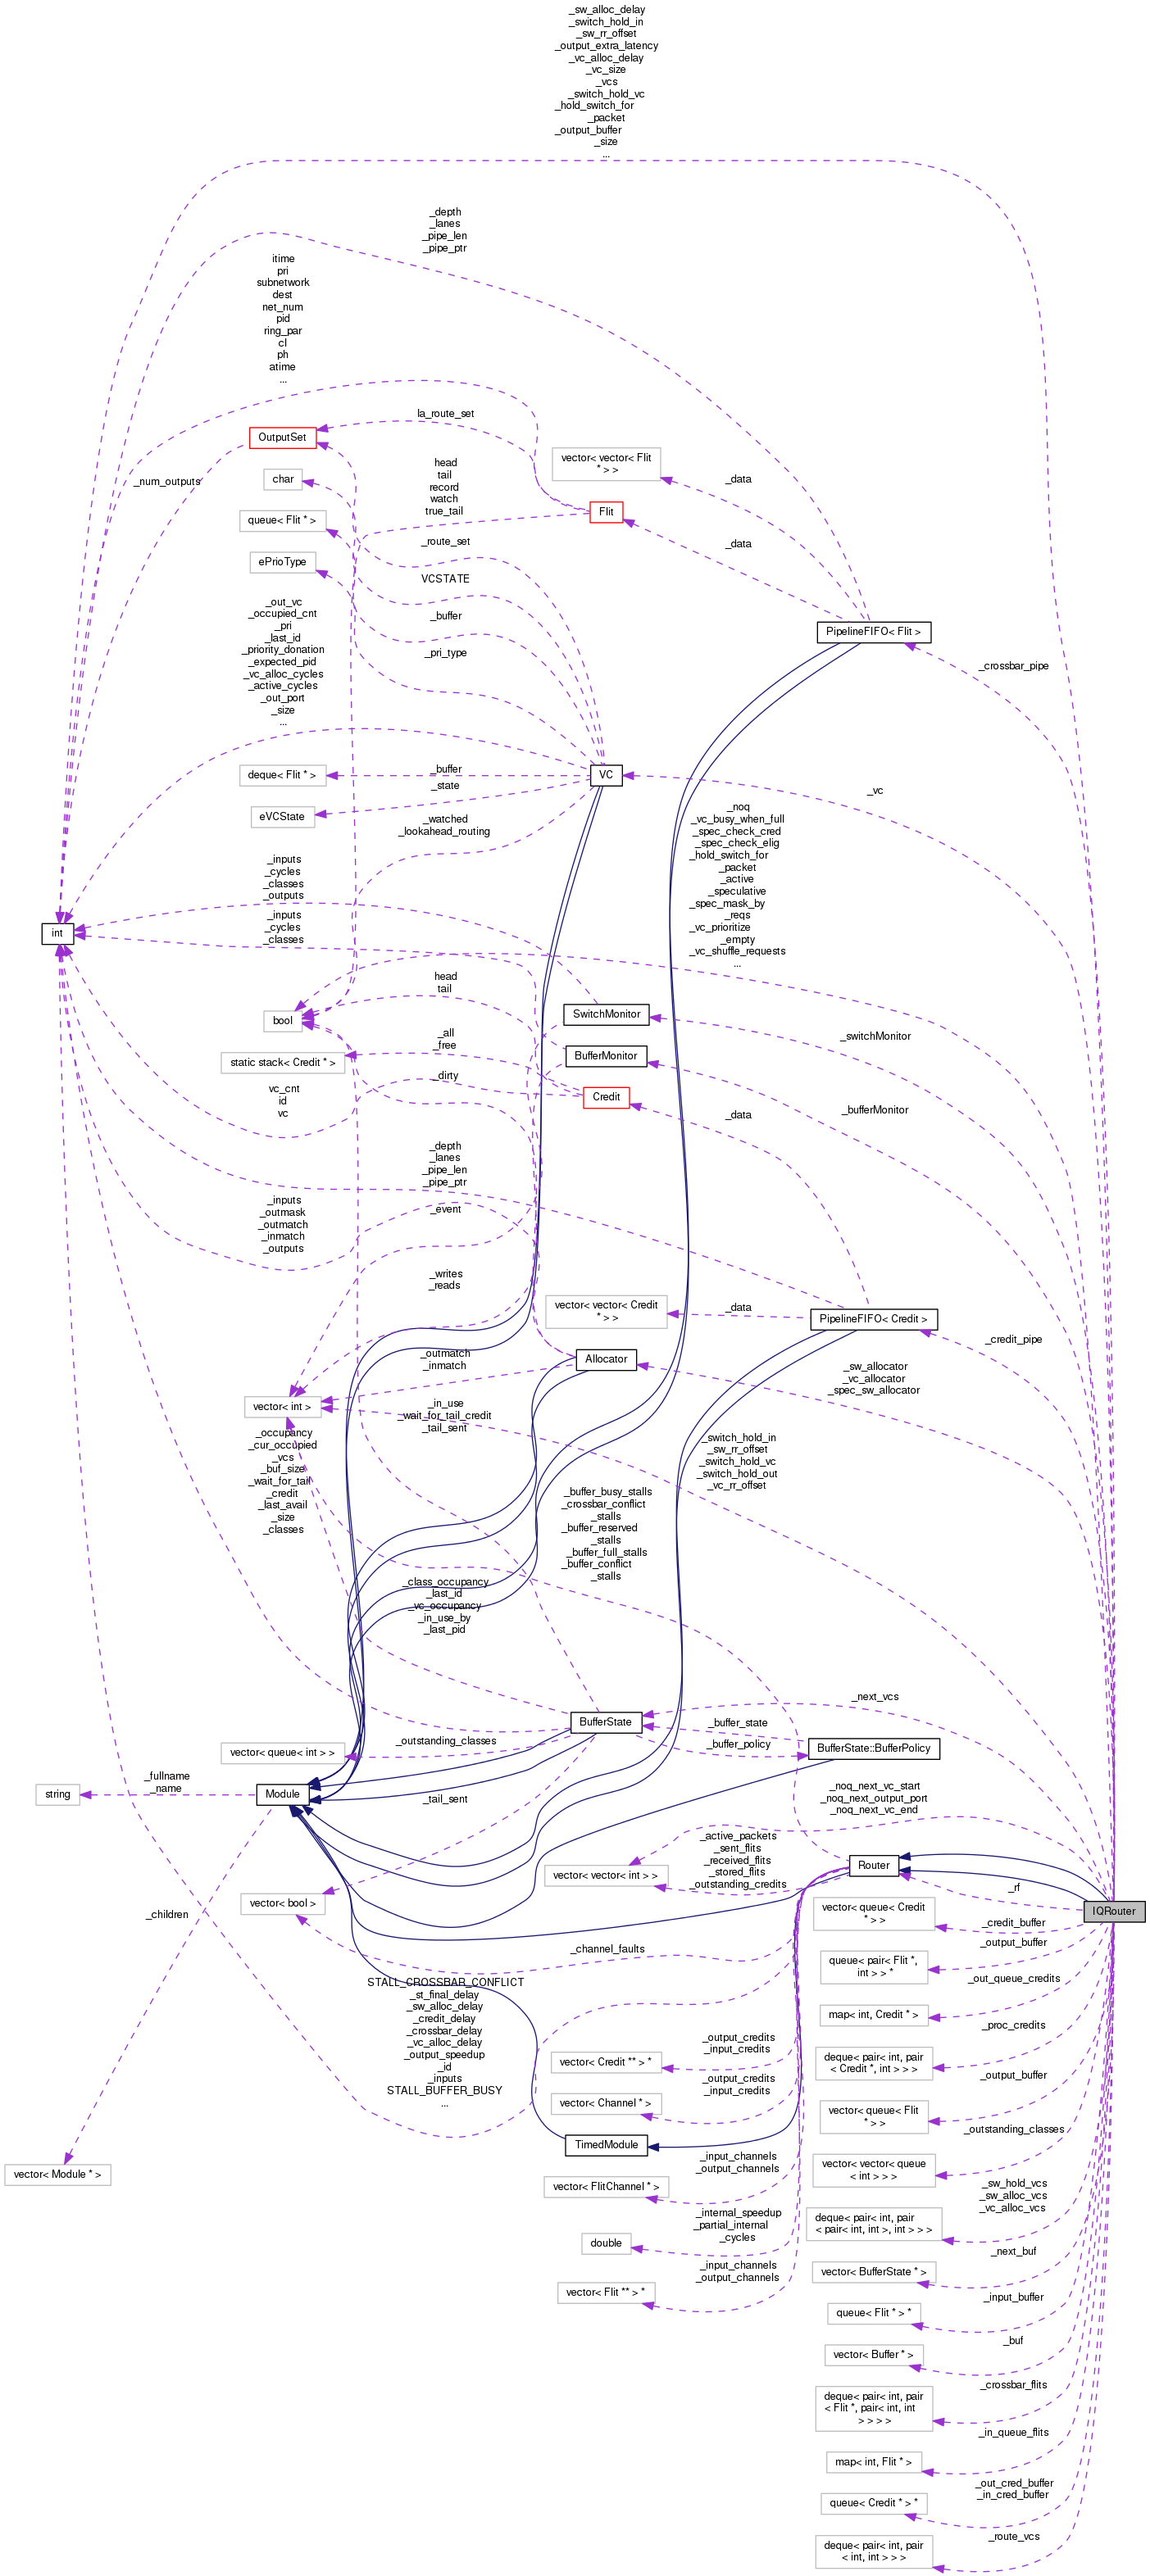 _sw_alloc_delay
_switch_hold_in
_sw_rr_offset
_output_extra_latency
_vc_alloc_delay
_vc_size
_vcs
_switch_hold_vc
_hold_switch_for
_packet
_output_buffer
_size
...
_depth
_lanes
_pipe_len
_pipe_ptr
itime
pri
subnetwork
dest
net_num
pid
ring_par
cl
ph
atime
...
la_route_set
OutputSet
_num_outputs
char
queue< Flit * >
ePrioType
head
tail
record
watch
true_tail
vector< vector< Flit
* > >
_data
Flit
_data
_route_set
VCSTATE
_buffer
_pri_type
PipelineFIFO< Flit >
_crossbar_pipe
_out_vc
_occupied_cnt
_pri
_last_id
_priority_donation
_expected_pid
_vc_alloc_cycles
_active_cycles
_out_port
_size
...
deque< Flit * >
_buffer
VC
_vc
eVCState
_state
_watched
_lookahead_routing
_noq
_vc_busy_when_full
_spec_check_cred
_spec_check_elig
_hold_switch_for
_packet
_active
_speculative
_spec_mask_by
_reqs
_vc_prioritize
_empty
_vc_shuffle_requests
...
_inputs
_cycles
_classes
_outputs
_inputs
_cycles
_classes
int
bool
head
tail
SwitchMonitor
_switchMonitor
static stack< Credit * >
_all
_free
BufferMonitor
_bufferMonitor
_dirty
Credit
_data
vc_cnt
id
vc
_depth
_lanes
_pipe_len
_pipe_ptr
_inputs
_outmask
_outmatch
_inmatch
_outputs
_event
_writes
_reads
vector< vector< Credit
* > >
_data
PipelineFIFO< Credit >
_credit_pipe
_outmatch
_inmatch
Allocator
_sw_allocator
_vc_allocator
_spec_sw_allocator
vector< int >
_in_use
_wait_for_tail_credit
_tail_sent
_occupancy
_cur_occupied
_vcs
_buf_size
_wait_for_tail
_credit
_last_avail
_size
_classes
_switch_hold_in
_sw_rr_offset
_switch_hold_vc
_switch_hold_out
_vc_rr_offset
_buffer_busy_stalls
_crossbar_conflict
_stalls
_buffer_reserved
_stalls
_buffer_full_stalls
_buffer_conflict
_stalls
_class_occupancy
_last_id
_vc_occupancy
_in_use_by
_last_pid
_next_vcs
BufferState
_buffer_state
_buffer_policy
BufferState::BufferPolicy
vector< queue< int > >
_outstanding_classes
string
_fullname
_name
Module
_tail_sent
_noq_next_vc_start
_noq_next_output_port
_noq_next_vc_end
_active_packets
_sent_flits
_received_flits
_stored_flits
_outstanding_credits
vector< vector< int > >
Router
_rf
IQRouter
vector< bool >
_children
_channel_faults
vector< queue< Credit
* > >
_credit_buffer
_output_buffer
queue< pair< Flit *,
int > > *
_out_queue_credits
map< int, Credit * >
STALL_CROSSBAR_CONFLICT
_st_final_delay
_sw_alloc_delay
_credit_delay
_crossbar_delay
_vc_alloc_delay
_output_speedup
_id
_inputs
STALL_BUFFER_BUSY
...
_proc_credits
_output_credits
_input_credits
vector< Credit ** > *
deque< pair< int, pair
< Credit *, int > > >
_output_credits
_input_credits
vector< Channel * >
_output_buffer
vector< queue< Flit
* > >
TimedModule
_outstanding_classes
vector< vector< queue
< int > > >
vector< Module * >
_input_channels
_output_channels
vector< FlitChannel * >
_sw_hold_vcs
_sw_alloc_vcs
_vc_alloc_vcs
deque< pair< int, pair
< pair< int, int >, int > > >
_internal_speedup
_partial_internal
_cycles
double
_next_buf
vector< BufferState * >
_input_channels
_output_channels
vector< Flit ** > *
_input_buffer
queue< Flit * > *
_buf
vector< Buffer * >
_crossbar_flits
deque< pair< int, pair
< Flit *, pair< int, int
> > > >
_in_queue_flits
map< int, Flit * >
_out_cred_buffer
_in_cred_buffer
queue< Credit * > *
_route_vcs
deque< pair< int, pair
< int, int > > >